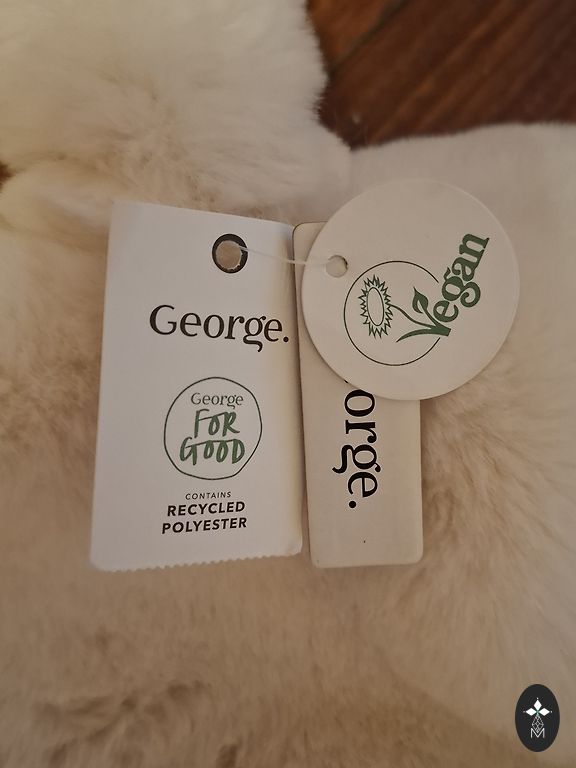 George.
George
FOR
GOOD
CONTAINS
RECYCLED
POLYESTER
orge.
Vegan
M